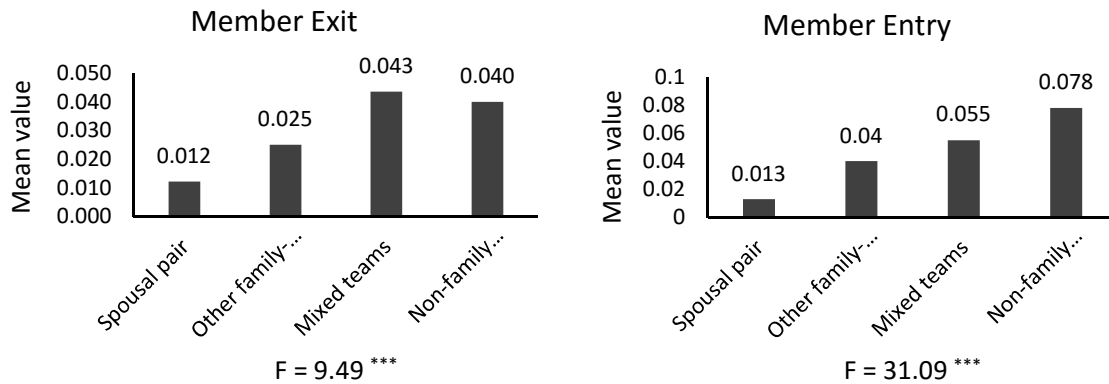 Member Exit
Mean value
0.050
0.040
0.030
0.020
0.010
0.000
0.012
0.025
0.043
0.040
Spousal pair
Other family-...
Mixed teams
Non-family...
F = 9.49 ***
Member Entry
Mean value
0.1
0.08
0.06
0.04
0.02
0
0.013
0.04
0.055
0.078
Spousal pair
Other family-...
Mixed teams
Non-family...
F = 31.09 ***